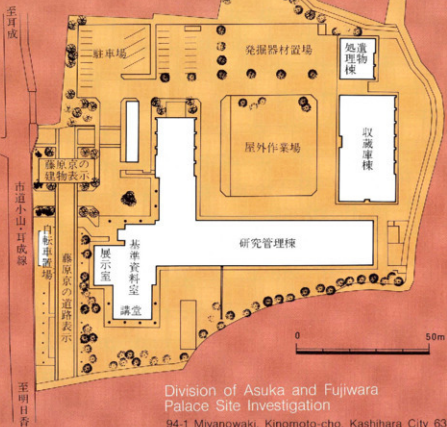 至耳成
駐車場
発掘器材置場
遺物
処理棟
収蔵庫棟
屋外作業場
藤原京の
建物表示
市道小山・耳成線
自転車置場
藤原京の道路表示
展示室
基準資料室
講堂
研究管理棟
0
50m
至明日香
Division of Asuka and Fujiwara
Palace Site Investigation
94-1 Miyanowaki, Kinomoto-cho, Kashihara City 63